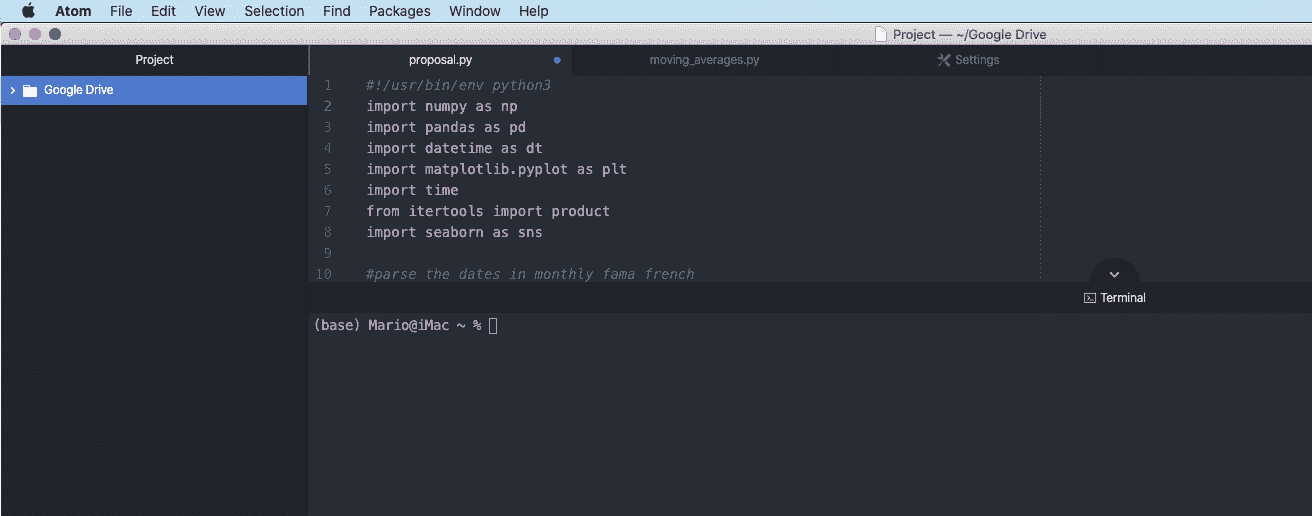 Atom File Edit View Selection Find Packages Window Help
Project — ~/Google Drive
Project
proposal.py moving_averages.py Settings
Google Drive
1 #!/usr/bin/env python3
2 import numpy as np
3 import pandas as pd
4 import datetime as dt
5 import matplotlib.pyplot as plt
6 import time
7 from itertools import product
8 import seaborn as sns
9
10 #parse the dates in monthly fama french
Terminal
(base) Mario@iMac ~ %